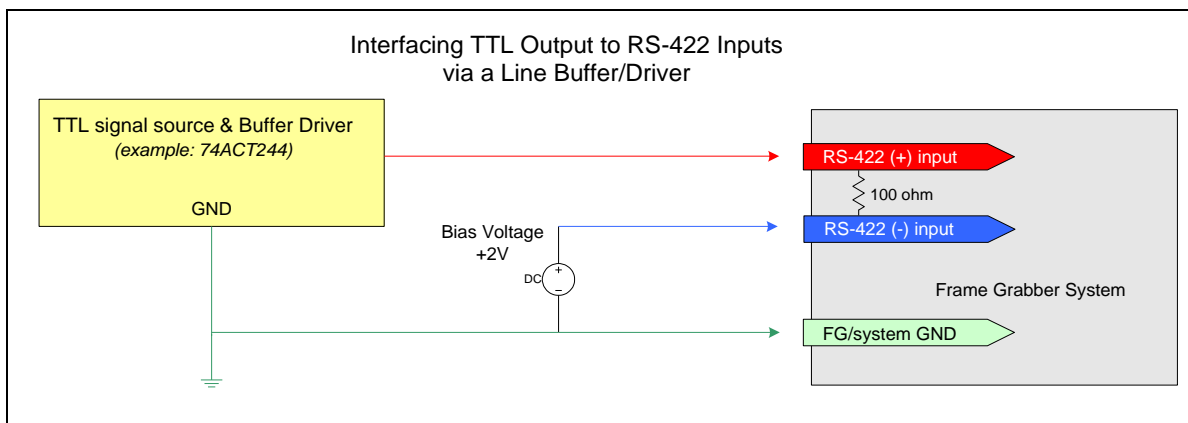 Interfacing TTL Output to RS-422 Inputs
via a Line Buffer/Driver
TTL signal source & Buffer Driver
(example: 74ACT244)
GND
Bias Voltage
+2V
DC
+
−
RS-422 (+) input
100 ohm
RS-422 (-) input
Frame Grabber System
FG/system GND